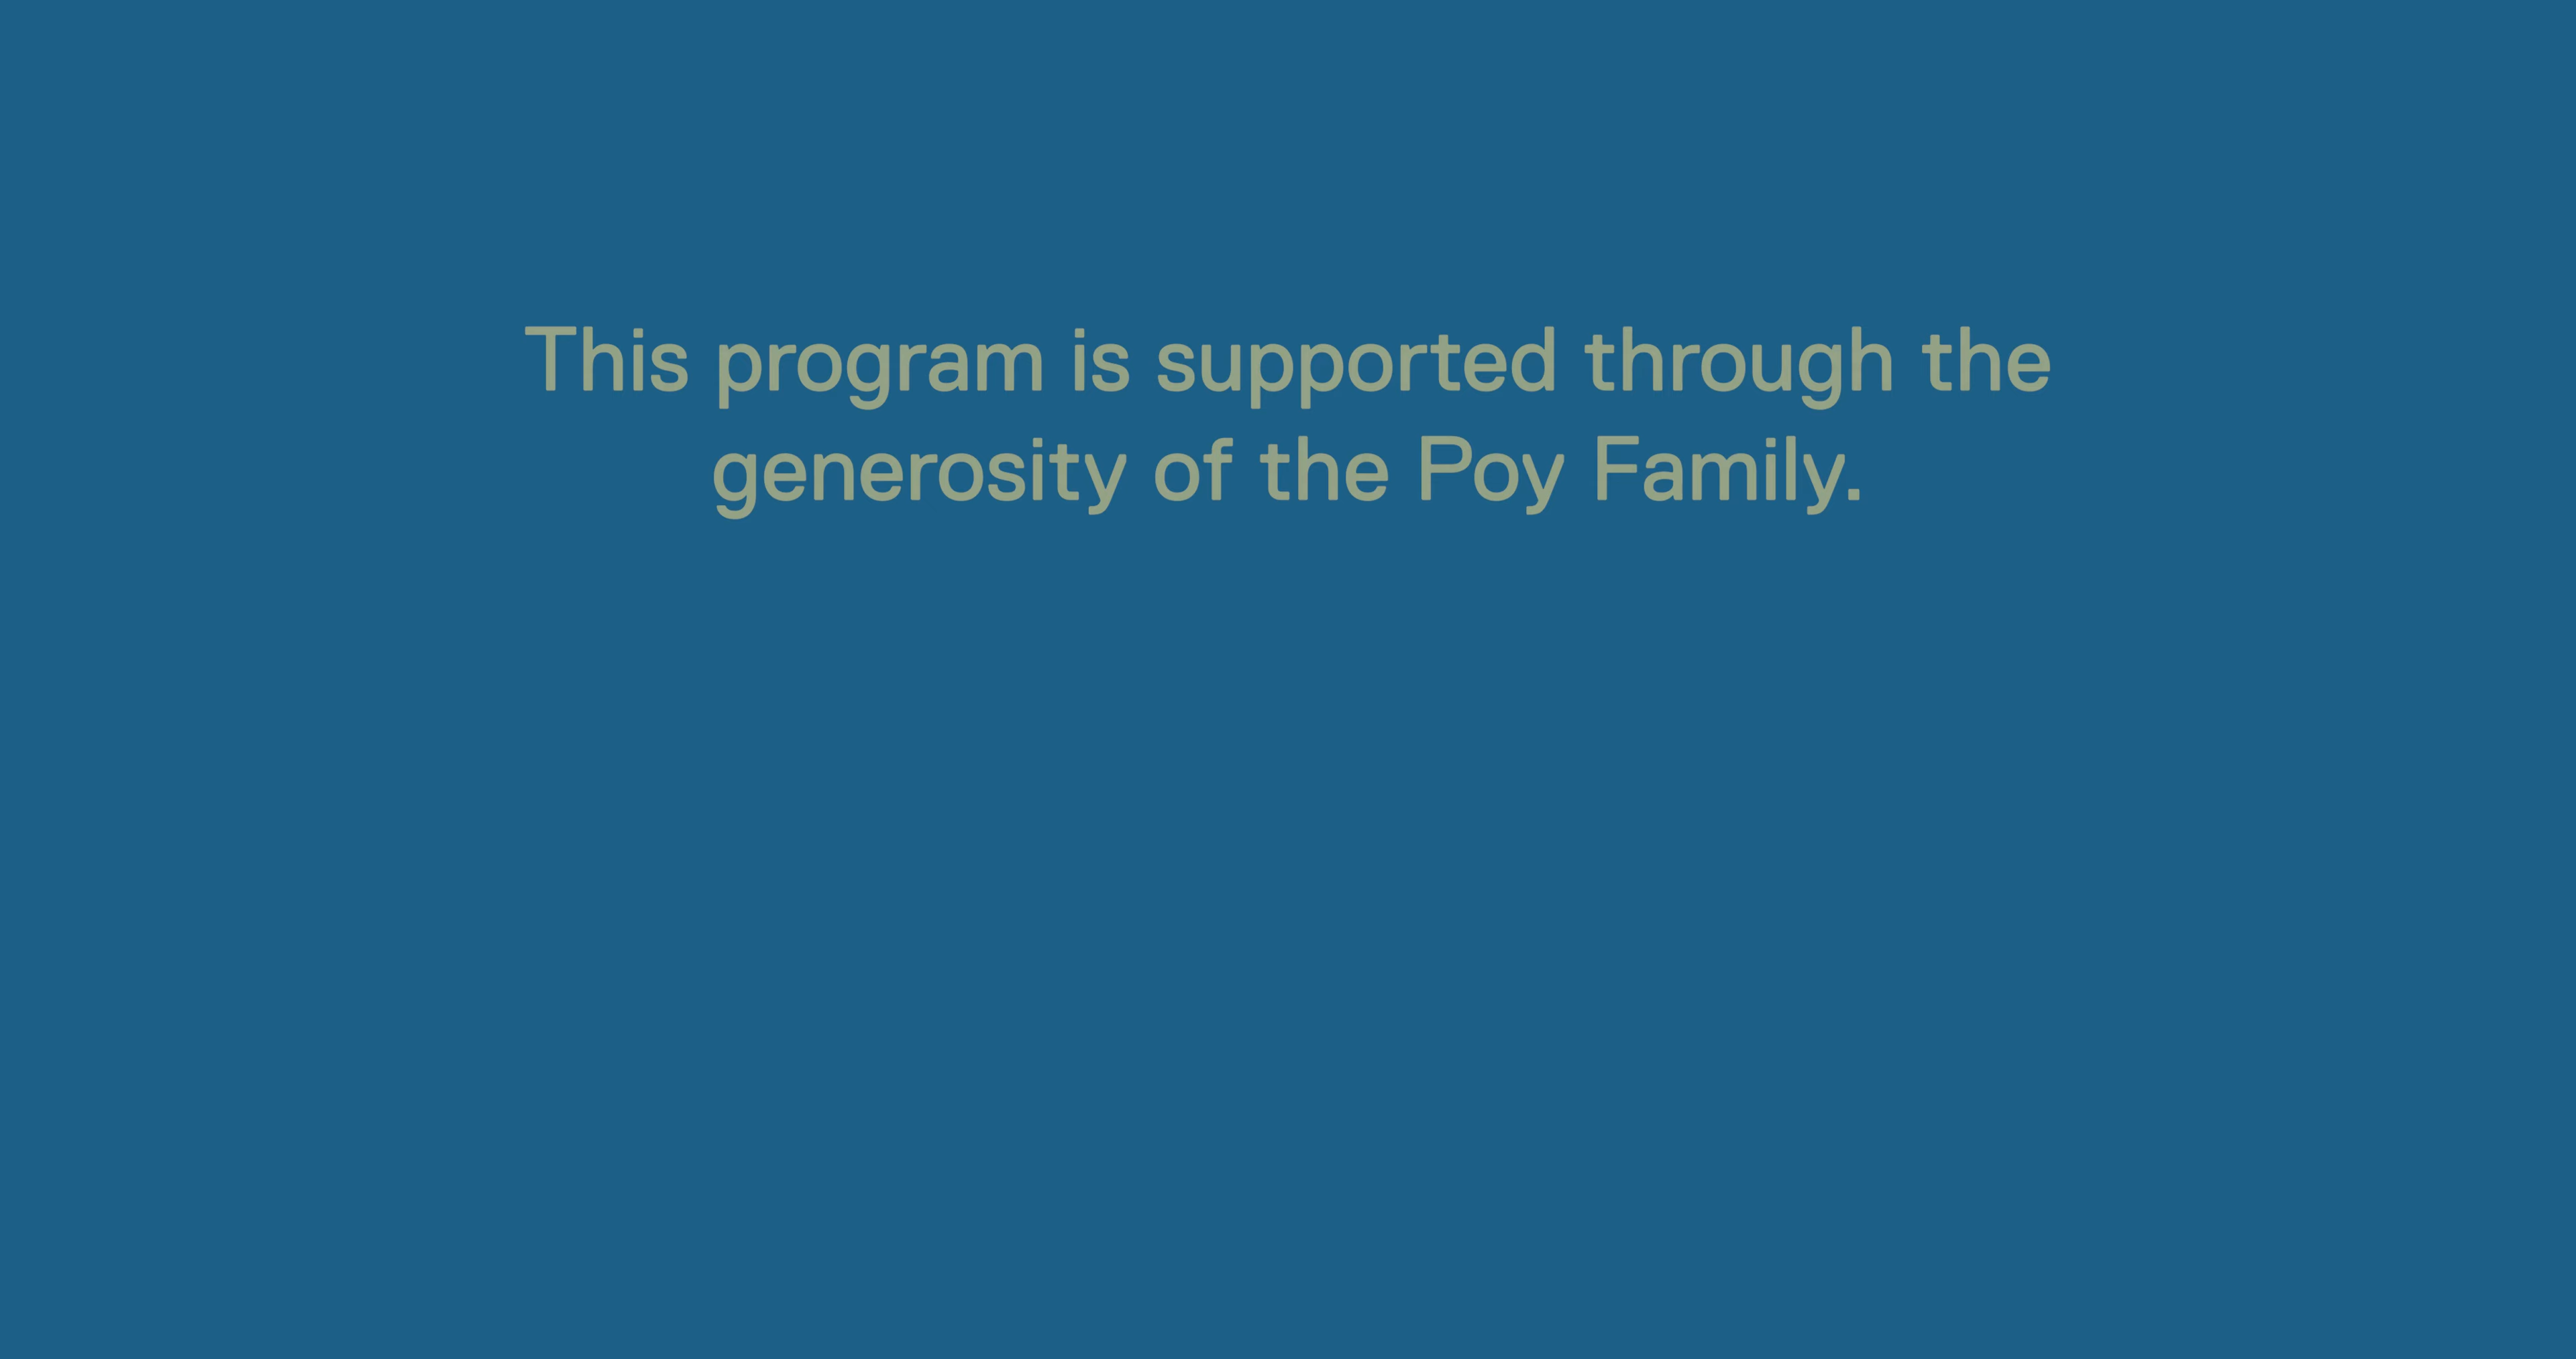 This program is supported through the
generosity of the Poy Family.